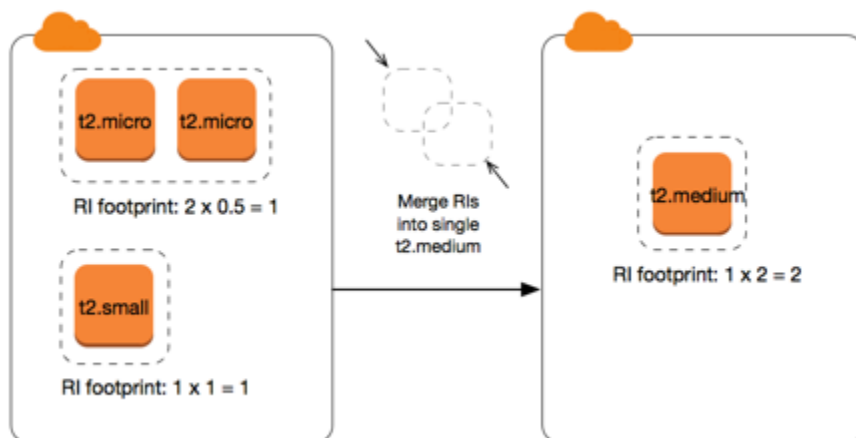 t2.micro t2.micro
RI footprint: 2 x 0.5 = 1
t2.small
RI footprint: 1 x 1 = 1
Merge RIs
into single
t2.medium
t2.medium
RI footprint: 1 x 2 = 2